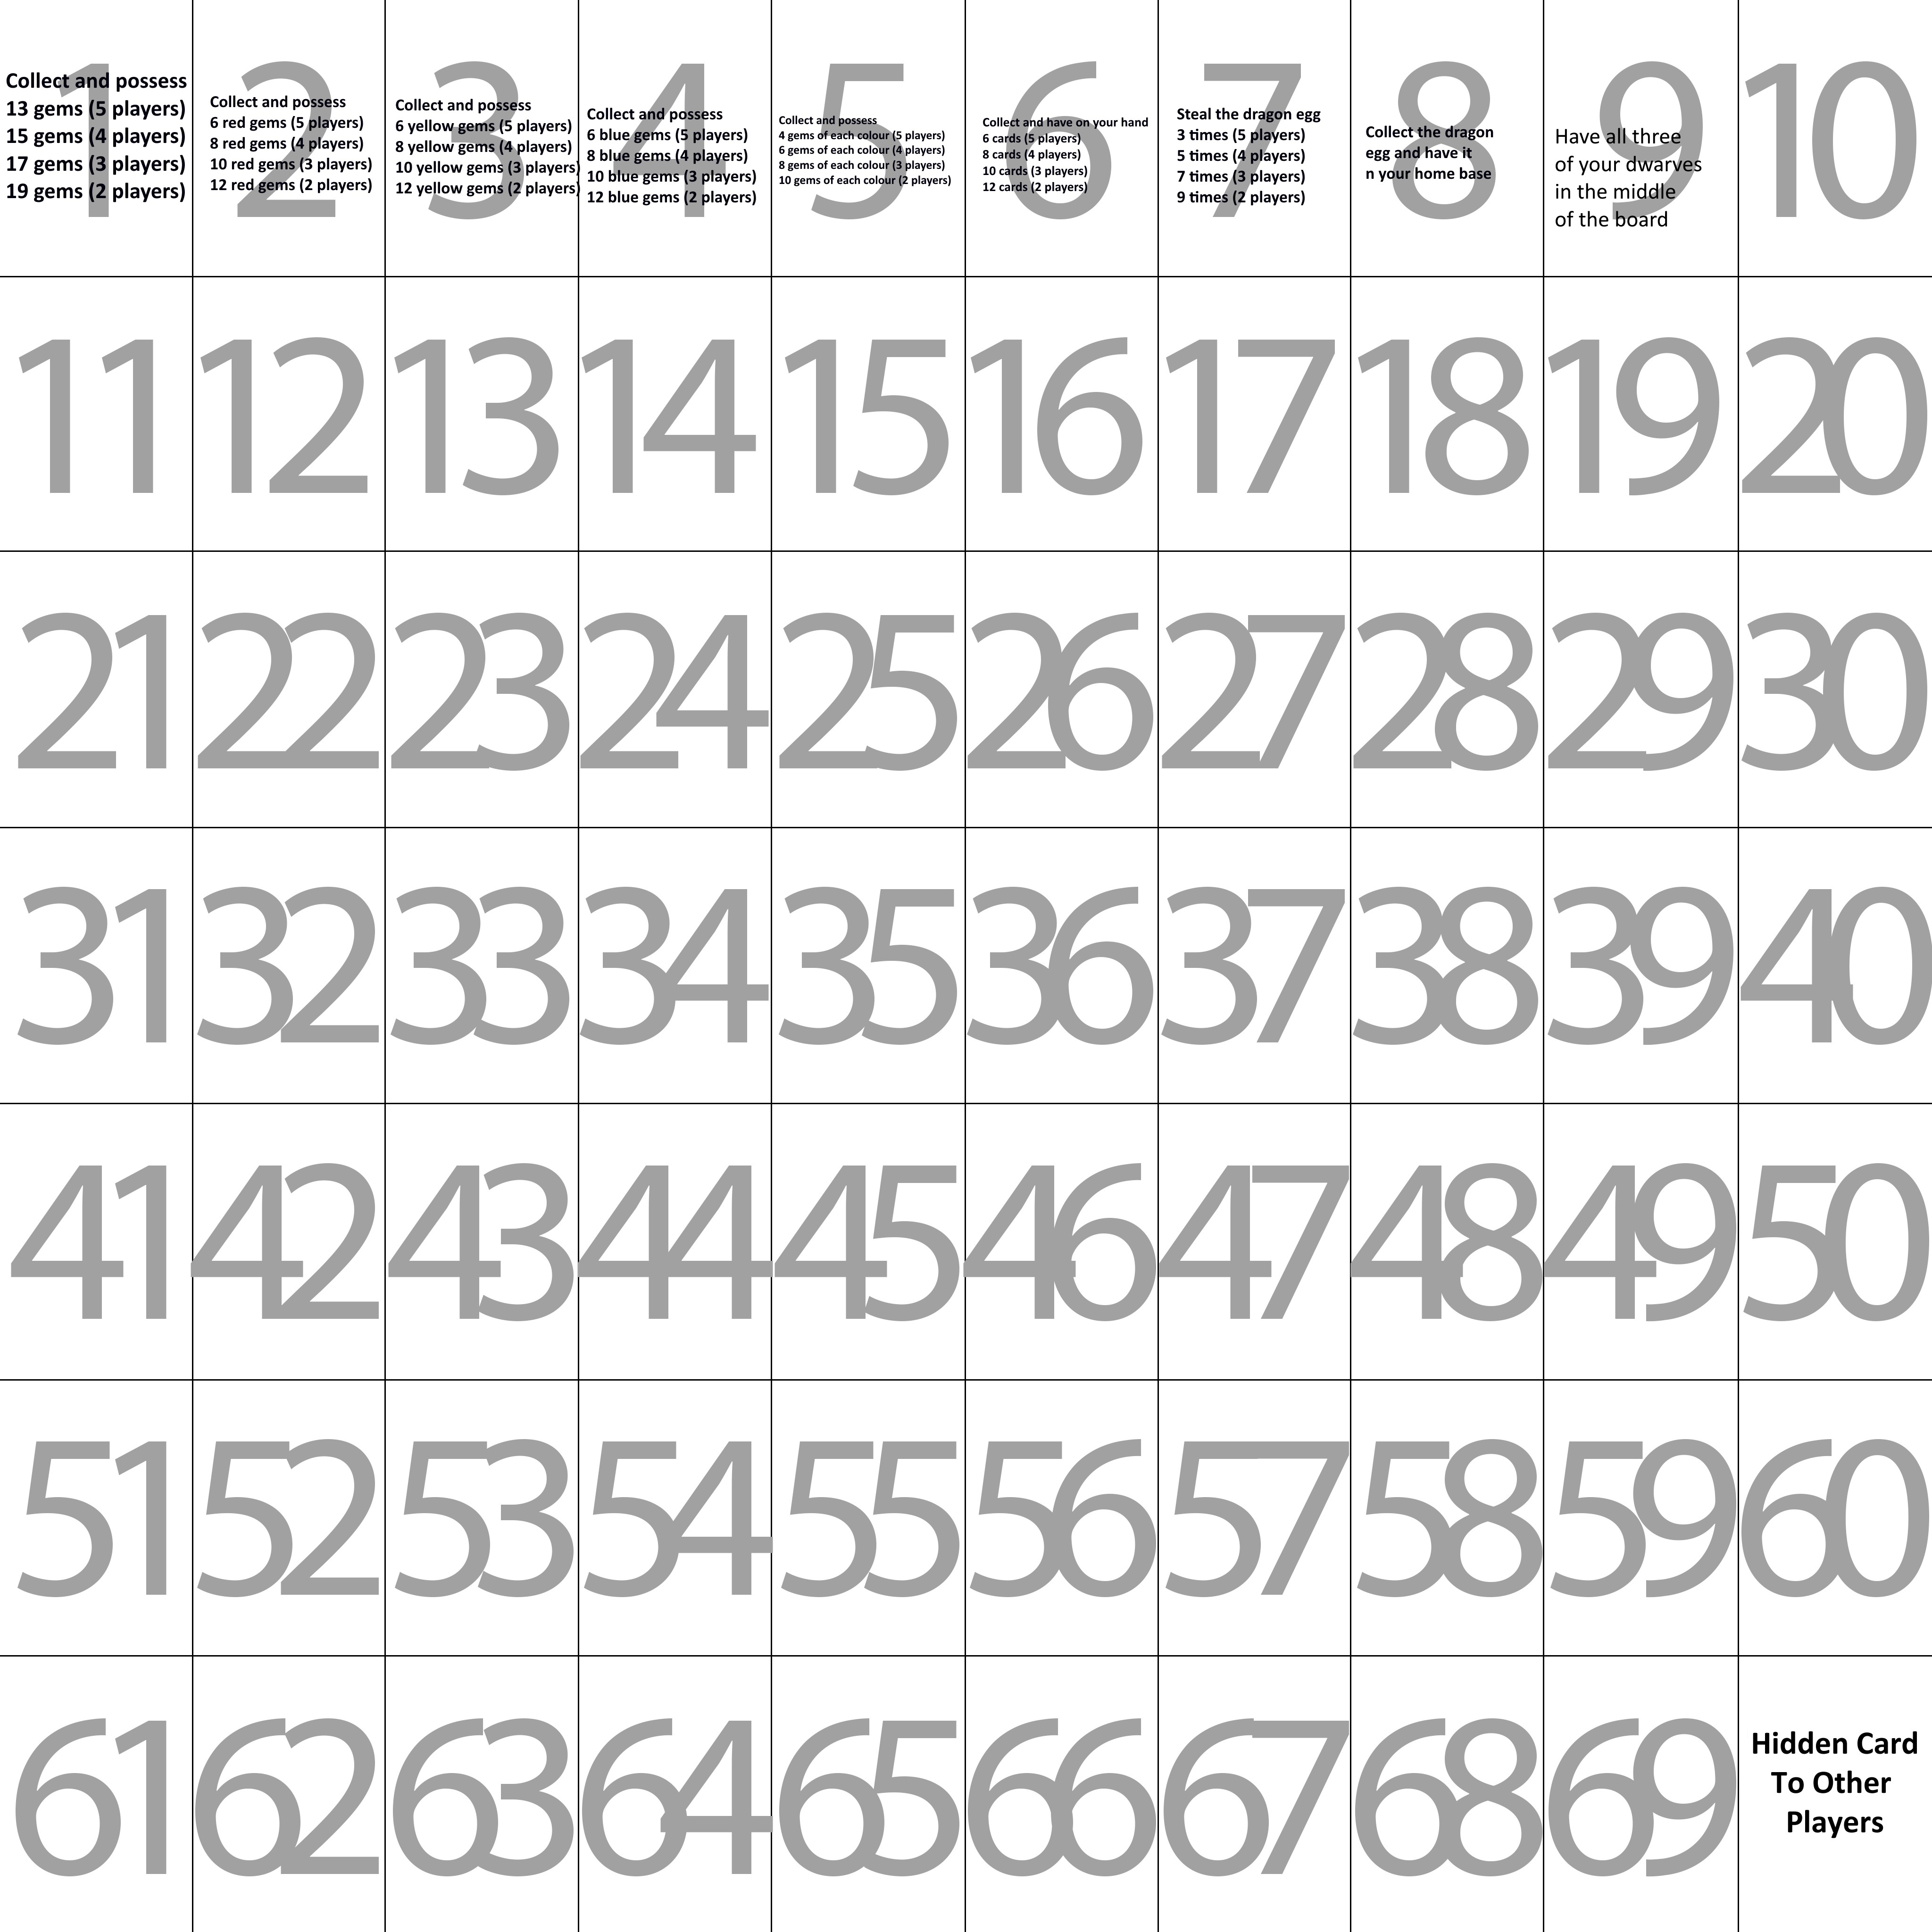 1
Collect and possess
13 gems (5 players)
15 gems (4 players)
17 gems (3 players)
19 gems (2 players)
2
Collect and possess
6 red gems (5 players)
8 red gems (4 players)
10 red gems (3 players)
12 red gems (2 players)
3
Collect and possess
6 yellow gems (5 players)
8 yellow gems (4 players)
10 yellow gems (3 players)
12 yellow gems (2 players)
4
Collect and possess
6 blue gems (5 players)
8 blue gems (4 players)
10 blue gems (3 players)
12 blue gems (2 players)
5
Collect and possess
4 gems of each colour (5 players)
6 gems of each colour (4 players)
8 gems of each colour (3 players)
10 gems of each colour (2 players)
6
Collect and have on your hand
6 cards (5 players)
8 cards (4 players)
10 cards (3 players)
12 cards (2 players)
7
Steal the dragon egg
3 times (5 players)
5 times (4 players)
7 times (3 players)
9 times (2 players)
8
Collect the dragon
egg and have it
n your home base
9
Have all three
of your dwarves
in the middle
of the board
10
11 12 13 14 15 16 17 18 19 20
21 22 23 24 25 26 27 28 29 30
31 32 33 34 35 36 37 38 39 40
41 42 43 44 45 46 47 48 49 50
51 52 53 54 55 56 57 58 59 60
61 62 63 64 65 66 67 68 69
Hidden Card
To Other
Players